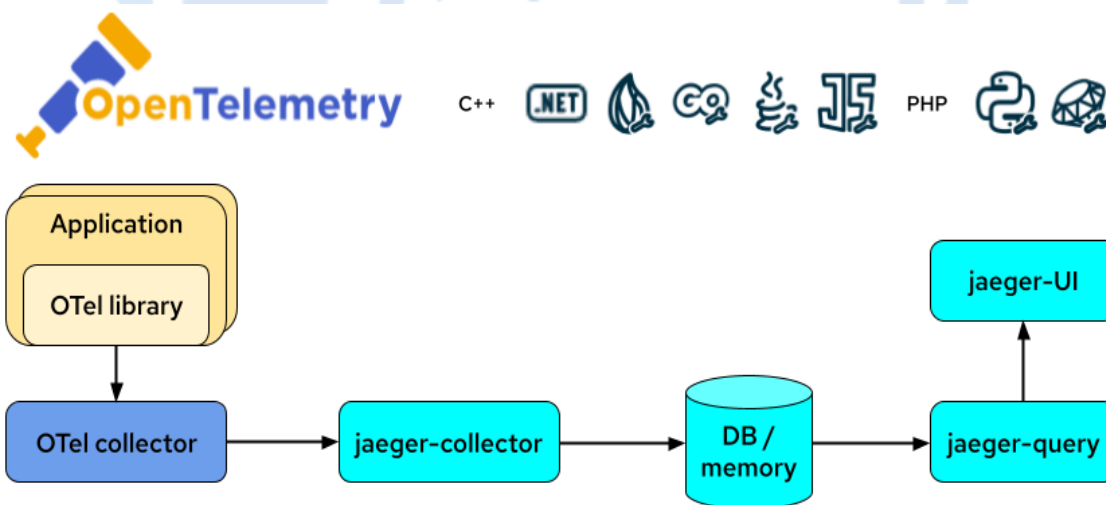 OpenTelemetry
C++
.NET
GO
JS
PHP
Application
OTel library
jaeger-UI
OTel collector
jaeger-collector
DB /
memory
jaeger-query